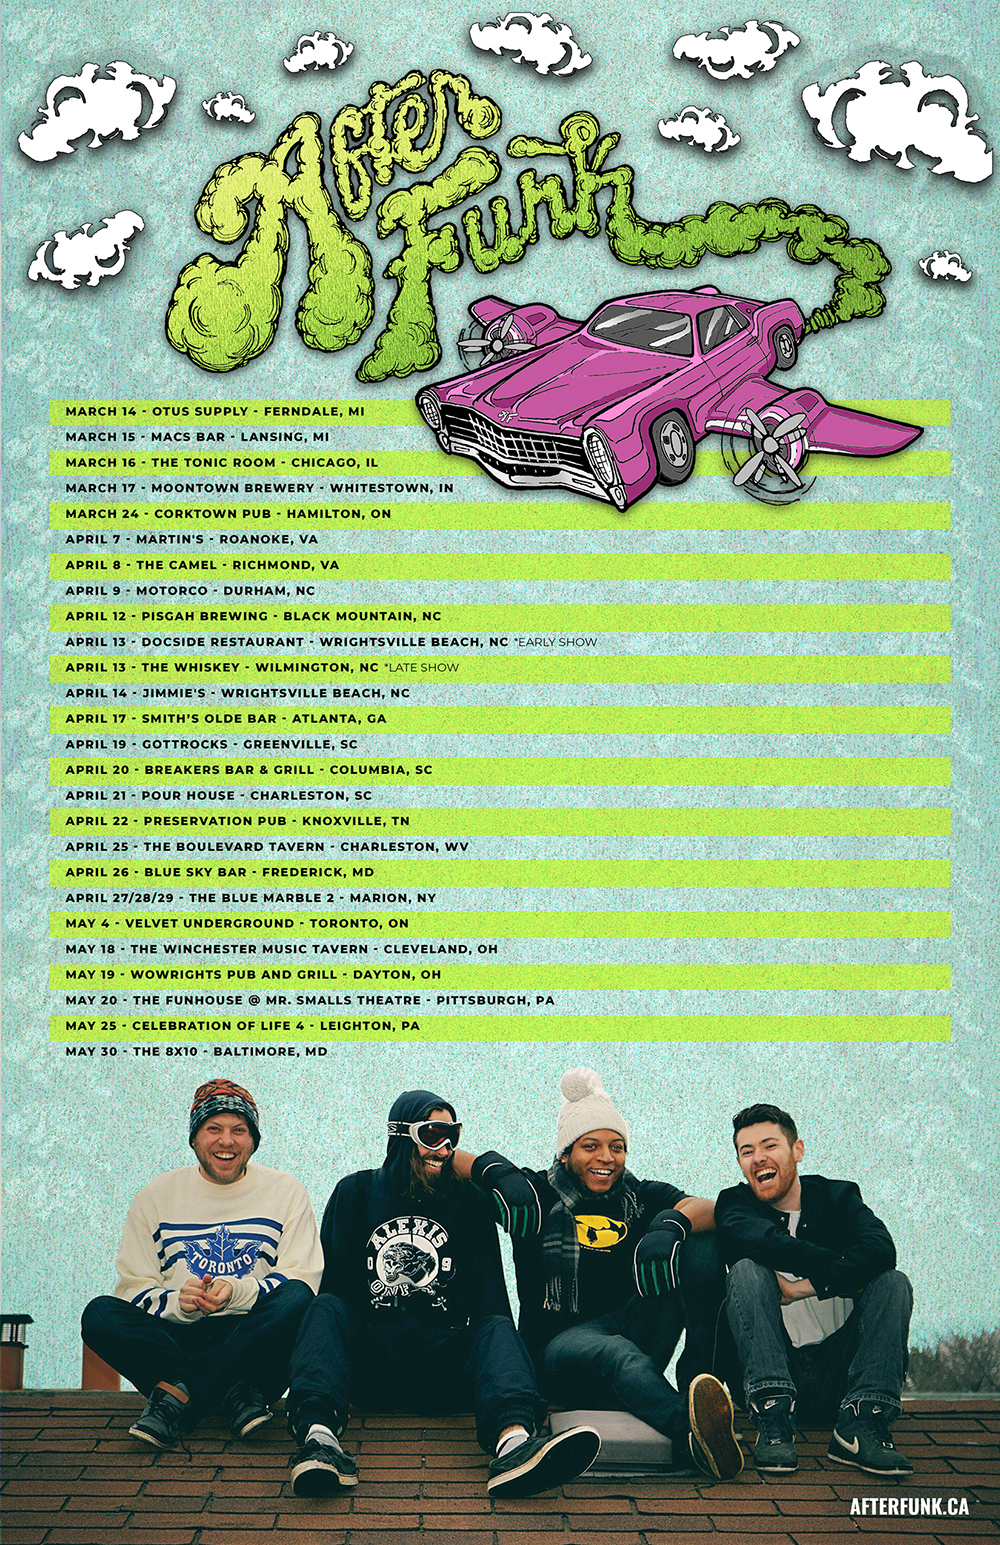 After
Funk
MARCH 14 - OTUS SUPPLY - FERNDALE, MI
MARCH 15 - MACS BAR - LANSING, MI
MARCH 16 - THE TONIC ROOM - CHICAGO, IL
MARCH 17 - MOONTOWN BREWERY - WHITESTOWN, IN
MARCH 24 - CORKTOWN PUB - HAMILTON, ON
APRIL 7 - MARTIN'S - ROANOKE, VA
APRIL 8 - THE CAMEL - RICHMOND, VA
APRIL 9 - MOTORCO - DURHAM, NC
APRIL 12 - PISGAH BREWING - BLACK MOUNTAIN, NC
APRIL 13 - DOCSIDE RESTAURANT - WRIGHTSVILLE BEACH, NC *EARLY SHOW
APRIL 13 - THE WHISKEY - WILMINGTON, NC *LATE SHOW
APRIL 14 - JIMMIE'S - WRIGHTSVILLE BEACH, NC
APRIL 17 - SMITH'S OLDE BAR - ATLANTA, GA
APRIL 19 - GOTTROCKS - GREENVILLE, SC
APRIL 20 - BREAKERS BAR & GRILL - COLUMBIA, SC
APRIL 21 - POUR HOUSE - CHARLESTON, SC
APRIL 22 - PRESERVATION PUB - KNOXVILLE, TN
APRIL 25 - THE BOULEVARD TAVERN - CHARLESTON, WV
APRIL 26 - BLUE SKY BAR - FREDERICK, MD
APRIL 27/28/29 - THE BLUE MARBLE 2 - MARION, NY
MAY 4 - VELVET UNDERGROUND - TORONTO, ON
MAY 18 - THE WINCHESTER MUSIC TAVERN - CLEVELAND, OH
MAY 19 - WOWRIGHTS PUB AND GRILL - DAYTON, OH
MAY 20 - THE FUNHOUSE @ MR. SMALLS THEATRE - PITTSBURGH, PA
MAY 25 - CELEBRATION OF LIFE 4 - LEIGHTON, PA
MAY 30 - THE 8X10 - BALTIMORE, MD
TORONTO
ALEXIS
0 9
AFTERFUNK.CA